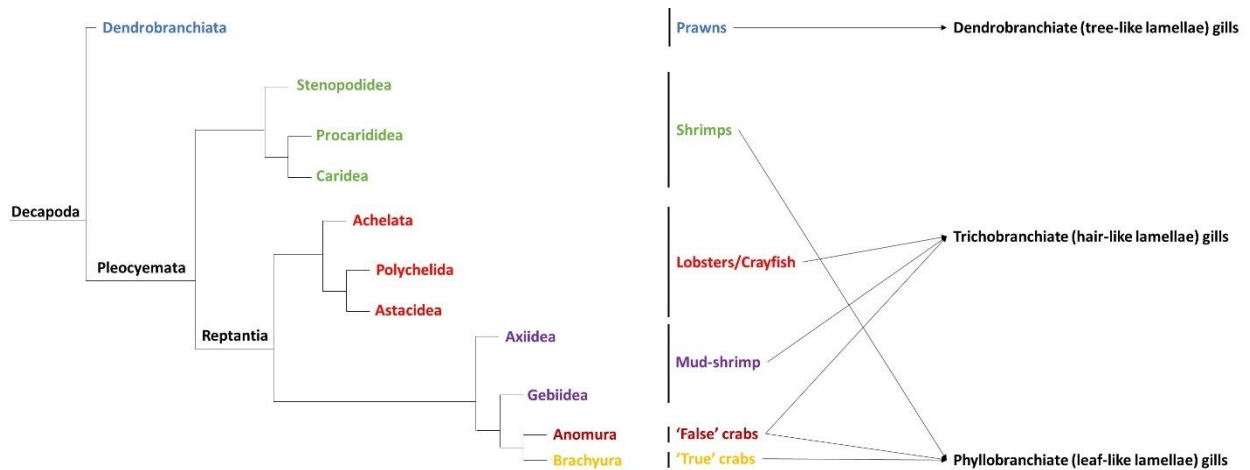 Dendrobranchiata
Stenopodidea
Procarididea
Caridea
Decapoda
Achelata
Pleocyemata
Polychelida
Astacidea
Reptantia
Axiidea
Gebiidea
Anomura
Brachyura
Prawns
Shrimps
Lobsters/Crayfish
Mud-shrimp
‘False’ crabs
‘True’ crabs
Dendrobranchiate (tree-like lamellae) gills
Trichobranchiate (hair-like lamellae) gills
Phyllobranchiate (leaf-like lamellae) gills